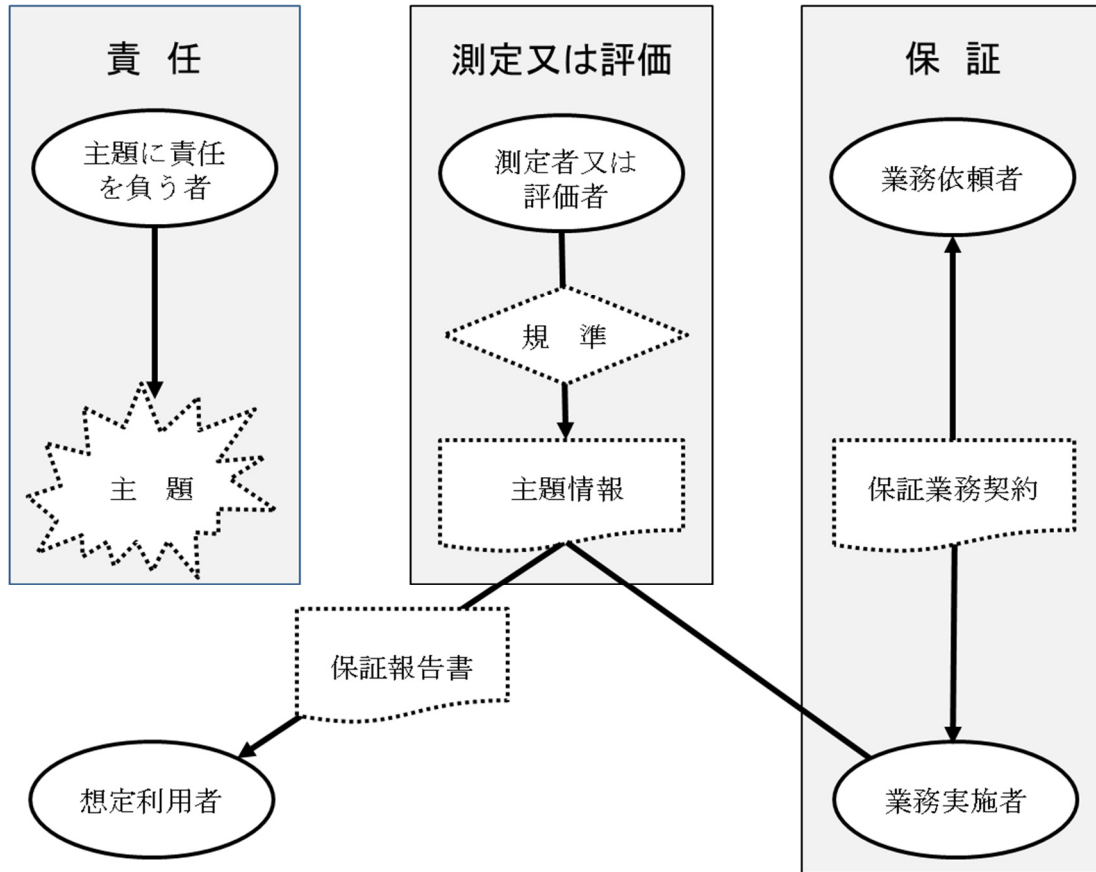 責 任
測定又は評価
保 証
主題に責任
を負う者
測定者又は
評価者
業務依頼者
規 準
主 題
主題情報
保証業務契約
保証報告書
想定利用者
業務実施者